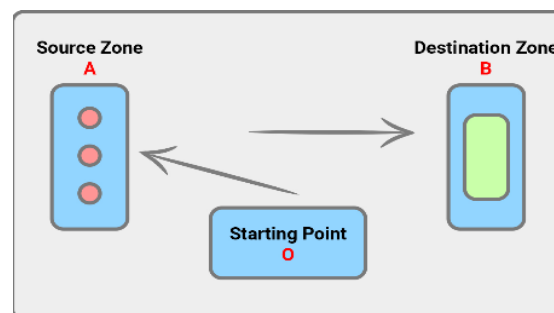 Source Zone
A
Destination Zone
B
Starting Point
O